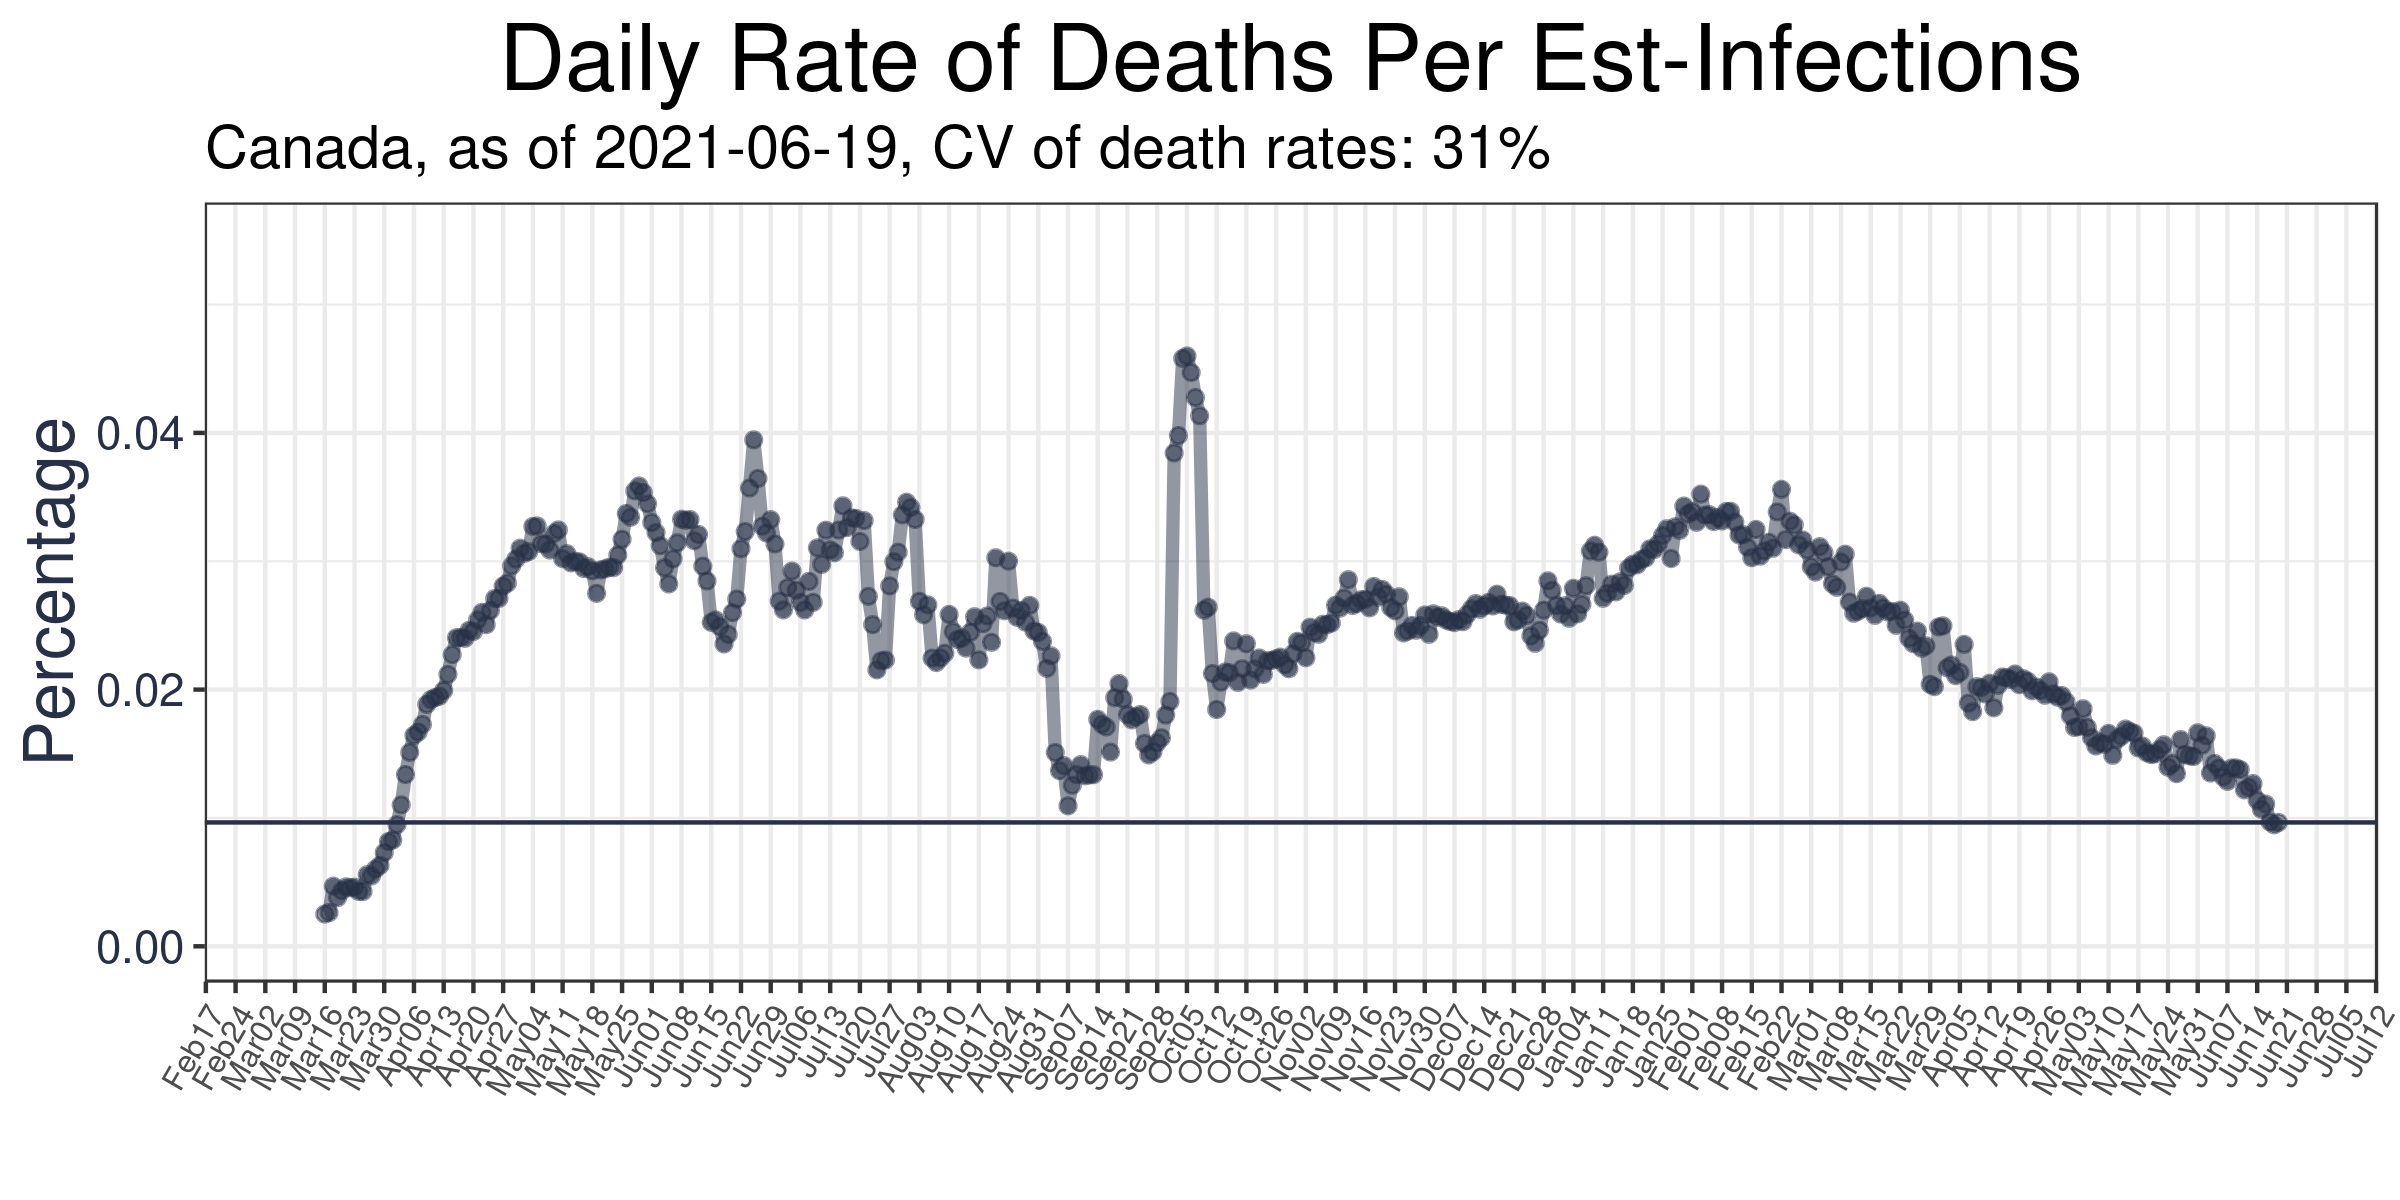 Daily Rate of Deaths Per Est-Infections
Canada, as of 2021-06-19, CV of death rates: 31%
Percentage
0.04
0.02
0.00
Feb17
Feb24
Mar02
Mar09
Mar16
Mar23
Mar30
Apr06
Apr13
Apr20
Apr27
May04
May11
May18
May25
Jun01
Jun08
Jun15
Jun22
Jun29
Jul06
Jul13
Jul20
Jul27
Aug03
Aug10
Aug17
Aug24
Aug31
Sep07
Sep14
Sep21
Sep28
Oct05
Oct12
Oct19
Oct26
Nov02
Nov09
Nov16
Nov23
Nov30
Dec07
Dec14
Dec21
Dec28
Jan04
Jan11
Jan18
Jan25
Feb01
Feb08
Feb15
Feb22
Mar01
Mar08
Mar15
Mar22
Mar29
Apr05
Apr12
Apr19
Apr26
May03
May10
May17
May24
May31
Jun07
Jun14
Jun21
Jun28
Jul05
Jul12